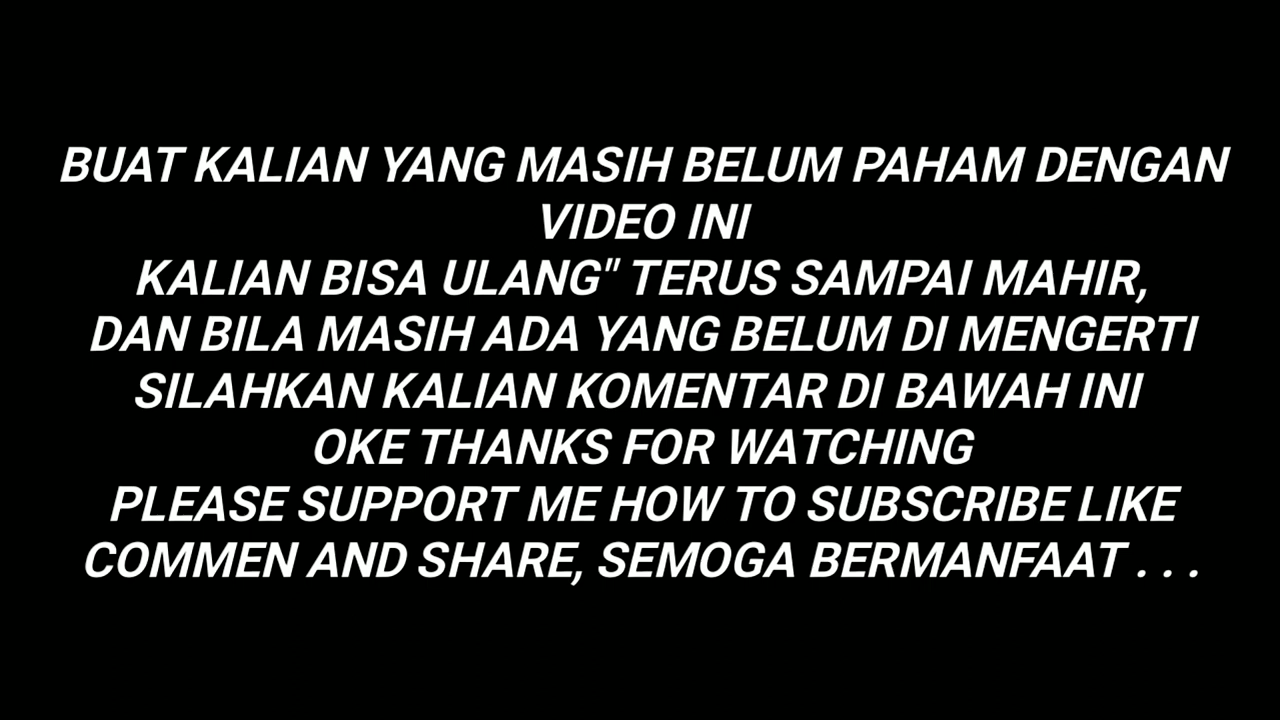 BUAT KALIAN YANG MASIH BELUM PAHAM DENGAN
VIDEO INI
KALIAN BISA ULANG" TERUS SAMPAI MAHIR,
DAN BILA MASIH ADA YANG BELUM DI MENGERTI
SILAHKAN KALIAN KOMENTAR DI BAWAH INI
OKE THANKS FOR WATCHING
PLEASE SUPPORT ME HOW TO SUBSCRIBE LIKE
COMMEN AND SHARE, SEMOGA BERMANFAAT . . .